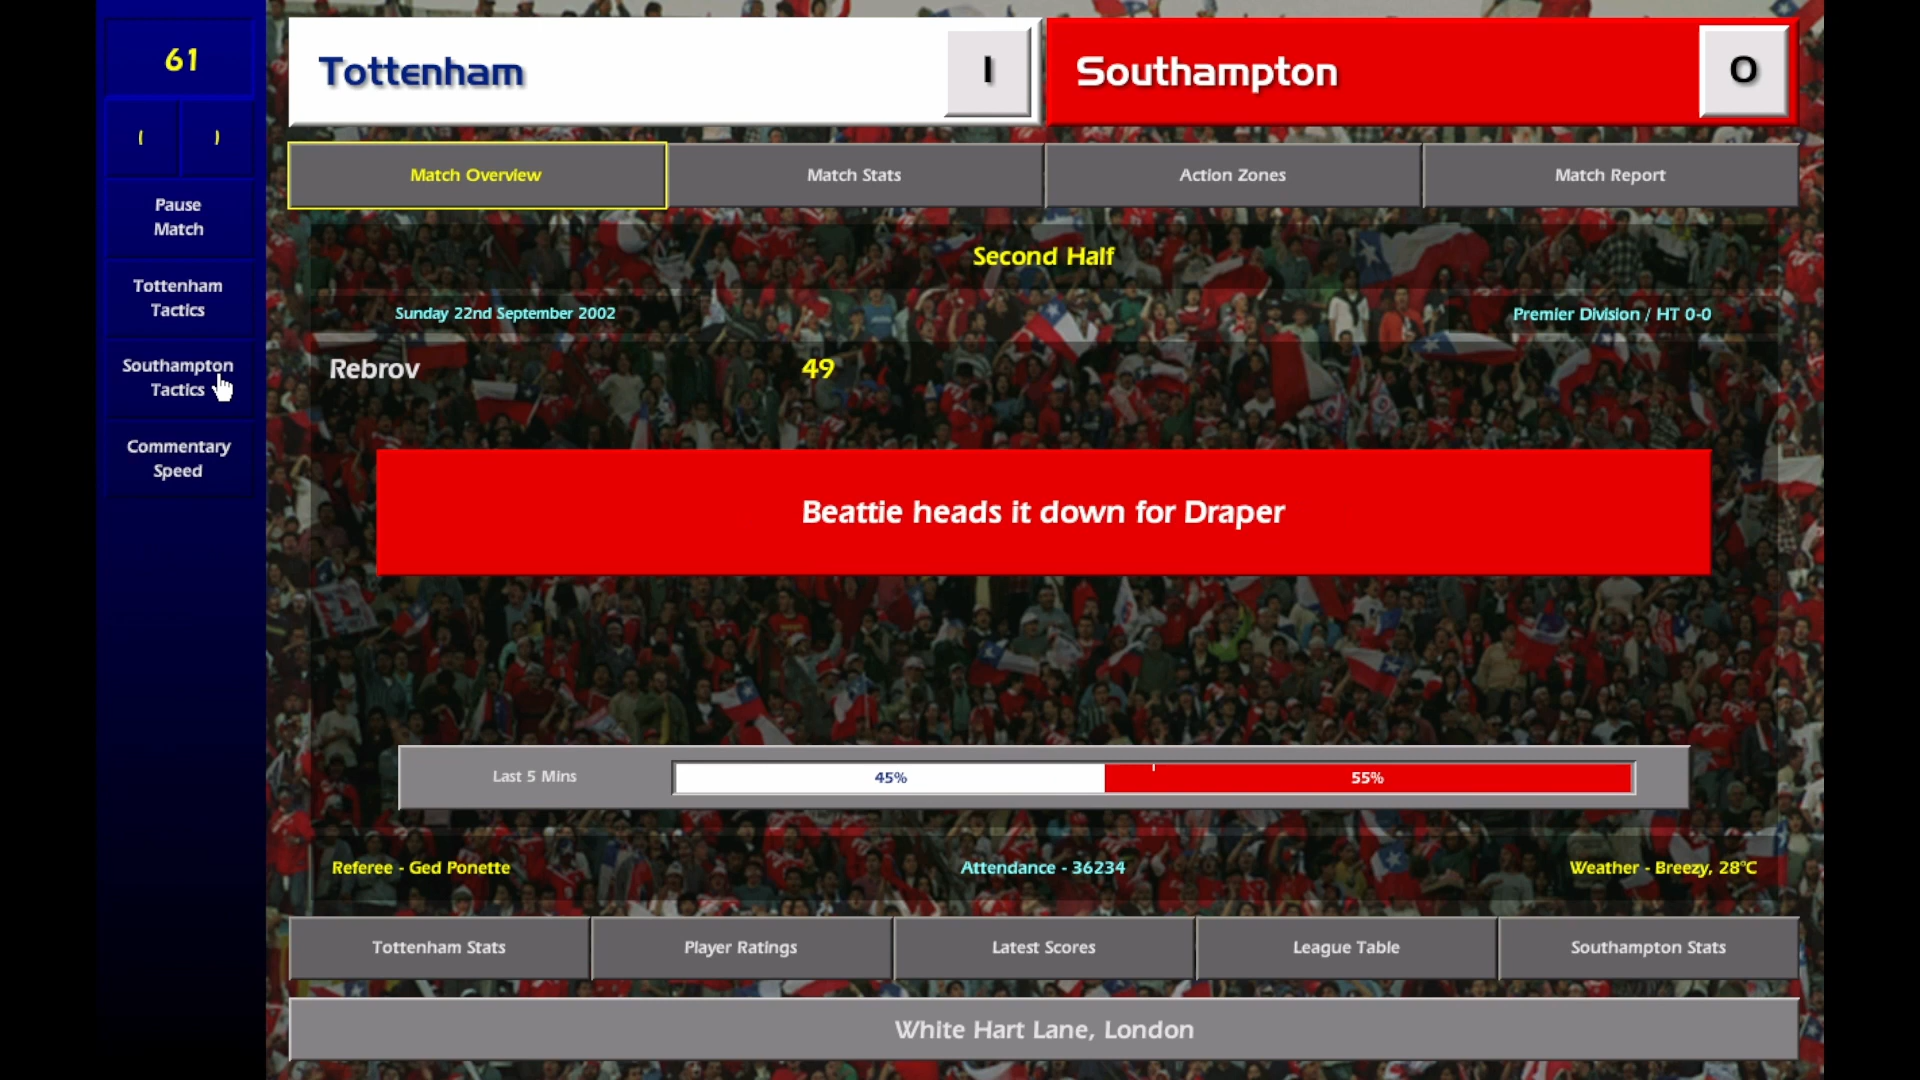 61
Tottenham
1
Southampton
0
( )
Match Overview
Match Stats
Action Zones
Match Report
Pause
Match
Tottenham
Tactics
Southampton
Tactics
Commentary
Speed
Second Half
Sunday 22nd September 2002
Premier Division / HT 0-0
Rebrov 49
Beattie heads it down for Draper
Last 5 Mins
45%
55%
Referee - Ged Ponette
Attendance - 36234
Weather - Breezy, 28°C
Tottenham Stats
Player Ratings
Latest Scores
League Table
Southampton Stats
White Hart Lane, London